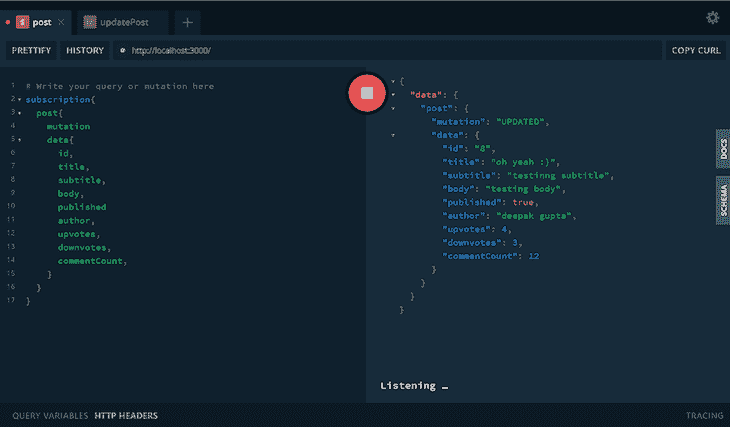 $ post × updatePost +
PRETTIFY HISTORY http://localhost:3000/ COPY CURL
1 # Write your query or mutation here
2 subscription{
3 post{
4 mutation
5 data{
6 id,
7 title,
8 subtitle,
9 body,
10 published
11 author,
12 upvotes,
13 downvotes,
14 commentCount,
15 }
16 }
17 }
{
"data": {
"post": {
"mutation": "UPDATED",
"data": {
"id": "8",
"title": "oh yeah :)",
"subtitle": "testinng subtitle",
"body": "testing body",
"published": true,
"author": "deepak gupta",
"upvotes": 4,
"downvotes": 3,
"commentCount": 12
}
}
}
}
Listening …
DOCS
SCHEMA
QUERY VARIABLES HTTP HEADERS TRACING